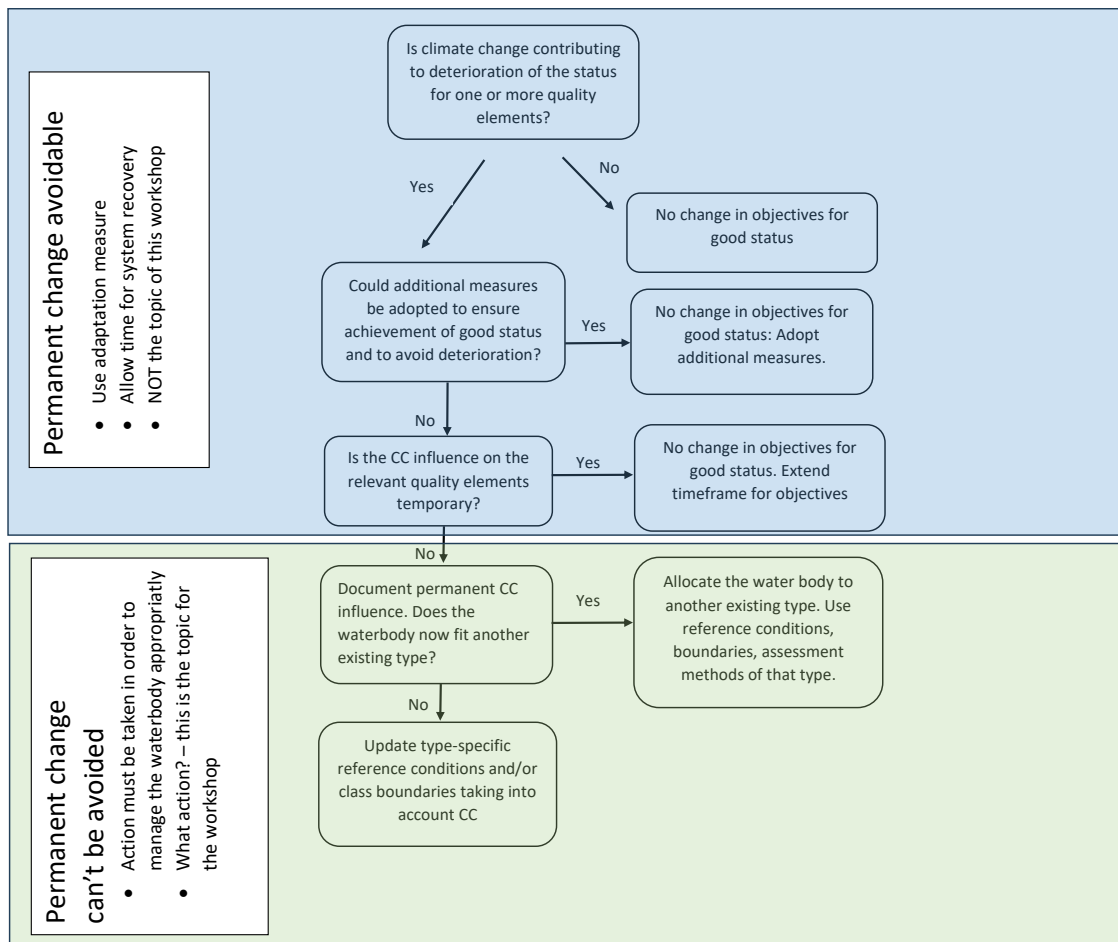 Permanent change avoidable
• Use adaptation measure
• Allow time for system recovery
• NOT the topic of this workshop
Is climate change contributing
to deterioration of the status
for one or more quality
elements?
Yes
No
No change in objectives for
good status
Could additional measures
be adopted to ensure
achievement of good status
and to avoid deterioration?
Yes
No change in objectives for
good status: Adopt
additional measures.
No
Is the CC influence on the
relevant quality elements
temporary?
Yes
No change in objectives for
good status. Extend
timeframe for objectives
No
Permanent change
can't be avoided
• Action must be taken in order to
manage the waterbody appropriatly
• What action? – this is the topic for
the workshop
Document permanent CC
influence. Does the
waterbody now fit another
existing type?
Yes
Allocate the water body to
another existing type. Use
reference conditions,
boundaries, assessment
methods of that type.
No
Update type-specific
reference conditions and/or
class boundaries taking into
account CC